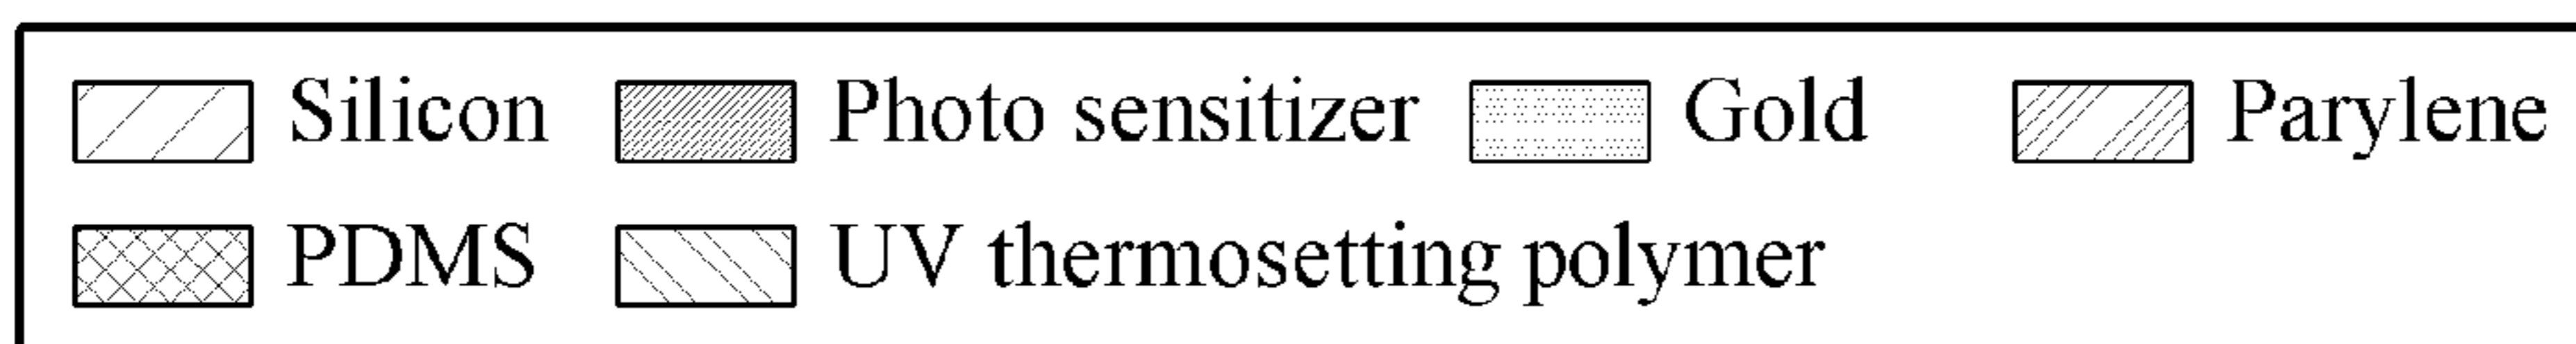 Silicon Photo sensitizer Gold Parylene
PDMS UV thermosetting polymer